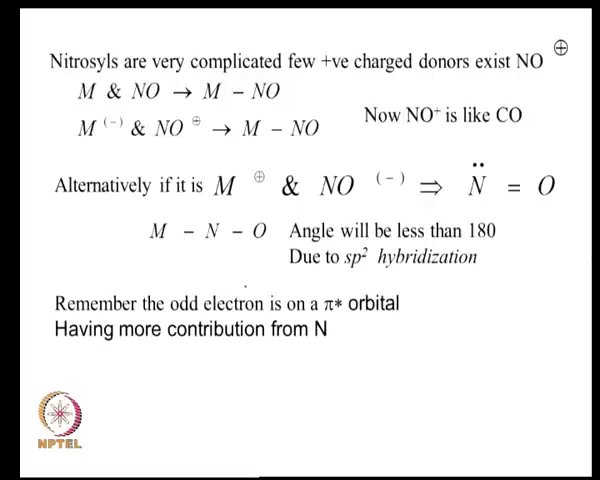 Nitrosyls are very complicated few +ve charged donors exist NO ⊕
M & NO → M – NO
M (–) & NO ⊕ → M – NO
Now NO⁺ is like CO
Alternatively if it is M ⊕ & NO (–) ⇒ N̈ = O
M – N – O Angle will be less than 180
Due to sp² hybridization
Remember the odd electron is on a π* orbital
Having more contribution from N
NPTEL